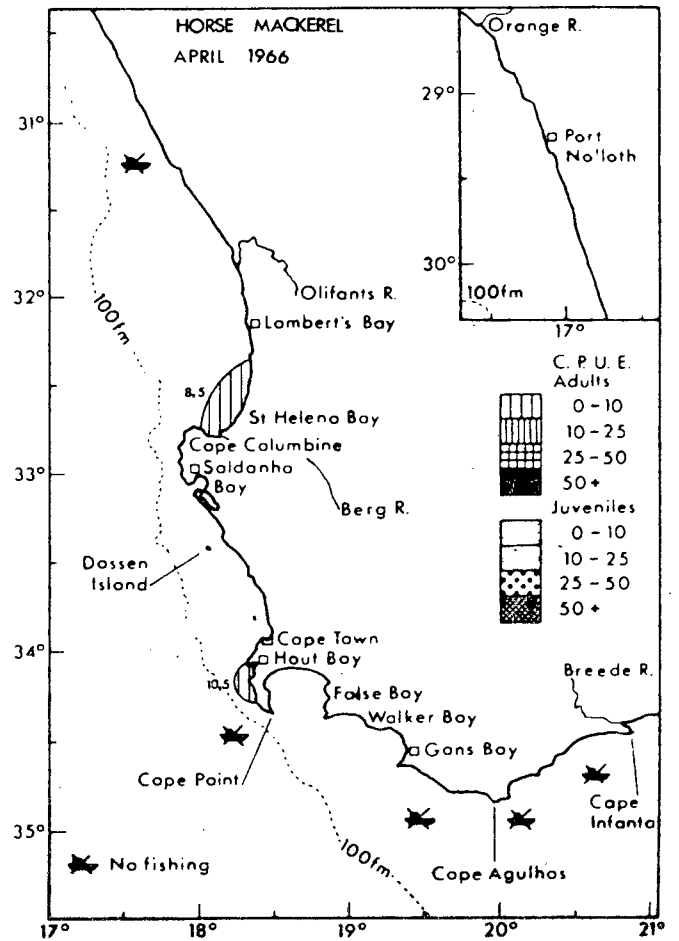 HORSE MACKEREL
APRIL 1966
Orange R.
29°
Port
No'loth
30°
100fm
17°
31°
32°
33°
34°
35°
100fm
Olifants R.
Lambert's Bay
8,5
St Helena Bay
Cape Columbine
Saldanha
Bay
Berg R.
Dassen
Island
Cape Town
Hout Bay
10,5
False Bay
Walker Bay
Gans Bay
Breede R.
Cape Point
Cape
Infanta
Cape Agulhas
100fm
No fishing
C. P. U. E.
Adults
0-10
10-25
25-50
50+
Juveniles
0-10
10-25
25-50
50+
17° 18° 19° 20° 21°